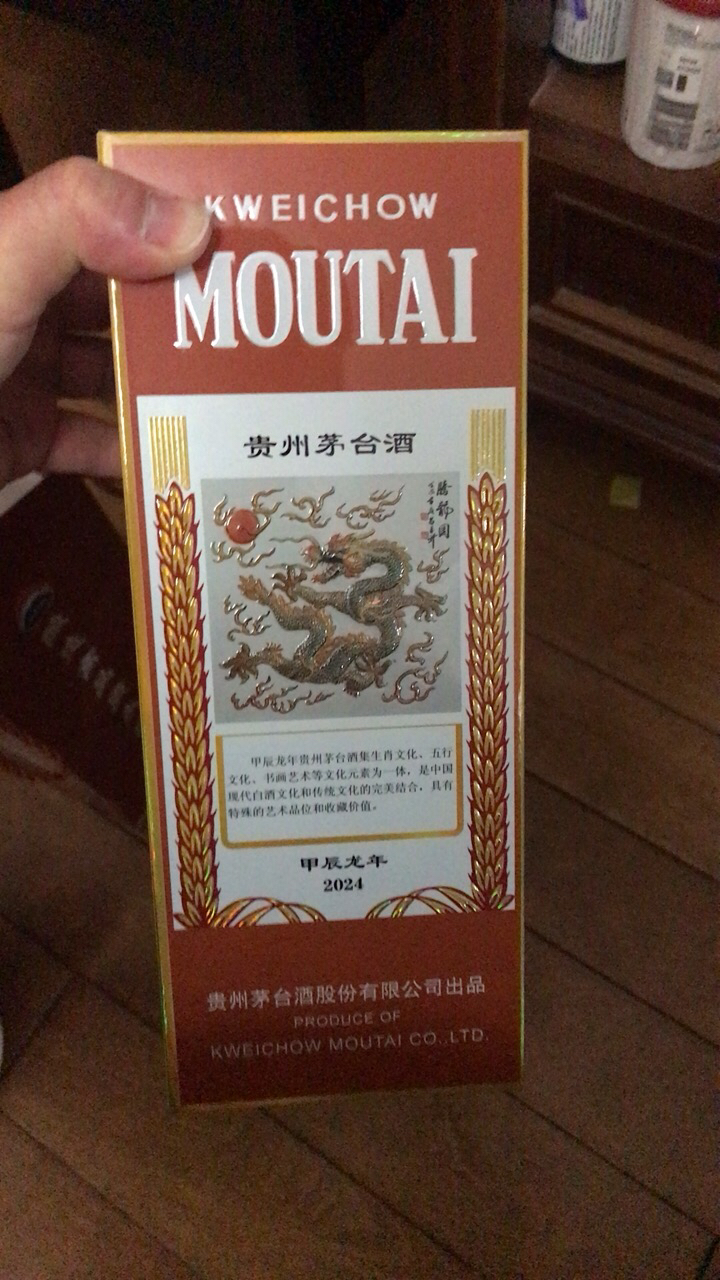 KWEICHOW
MOUTAI
贵州茅台酒
甲辰龙年贵州茅台酒集生肖文化、五行
文化、书画艺术等文化元素为一体，是中国
现代白酒文化和传统文化的完美结合，具有
特殊的艺术品位和收藏价值。
甲辰龙年
2024
贵州茅台酒股份有限公司出品
PRODUCE OF
KWEICHOW MOUTAI CO.,LTD.